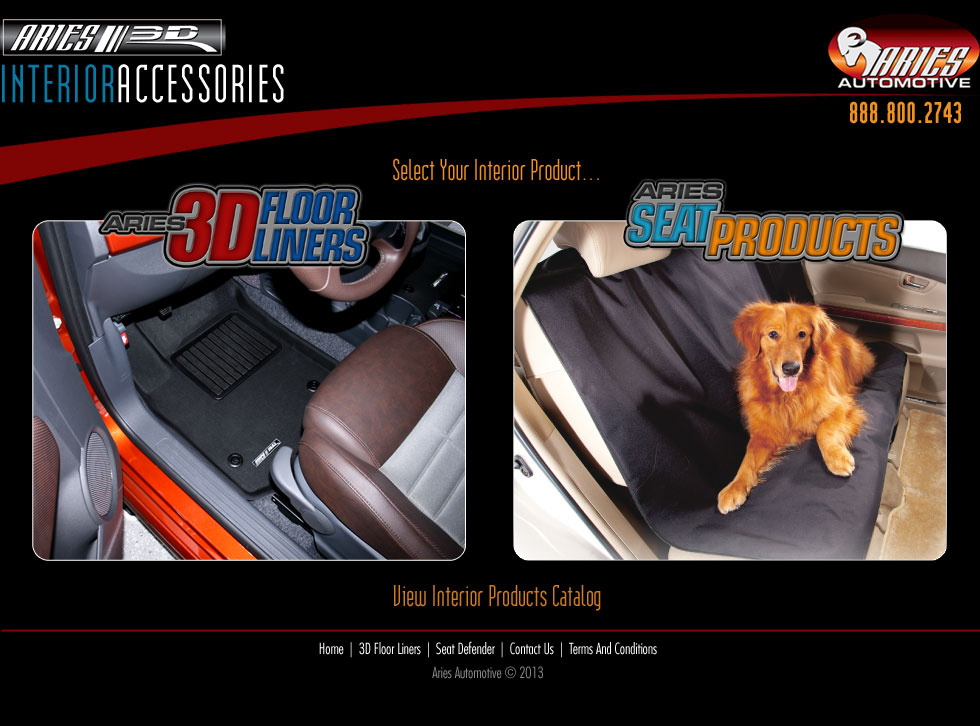 ARIES 3D
INTERIORACCESSORIES
ARIES
AUTOMOTIVE
888.800.2743
Select Your Interior Product...
ARIES 3D FLOOR LINERS
ARIES
SEAT PRODUCTS
View Interior Products Catalog
Home | 3D Floor Liners | Seat Defender | Contact Us | Terms And Conditions
Aries Automotive © 2013